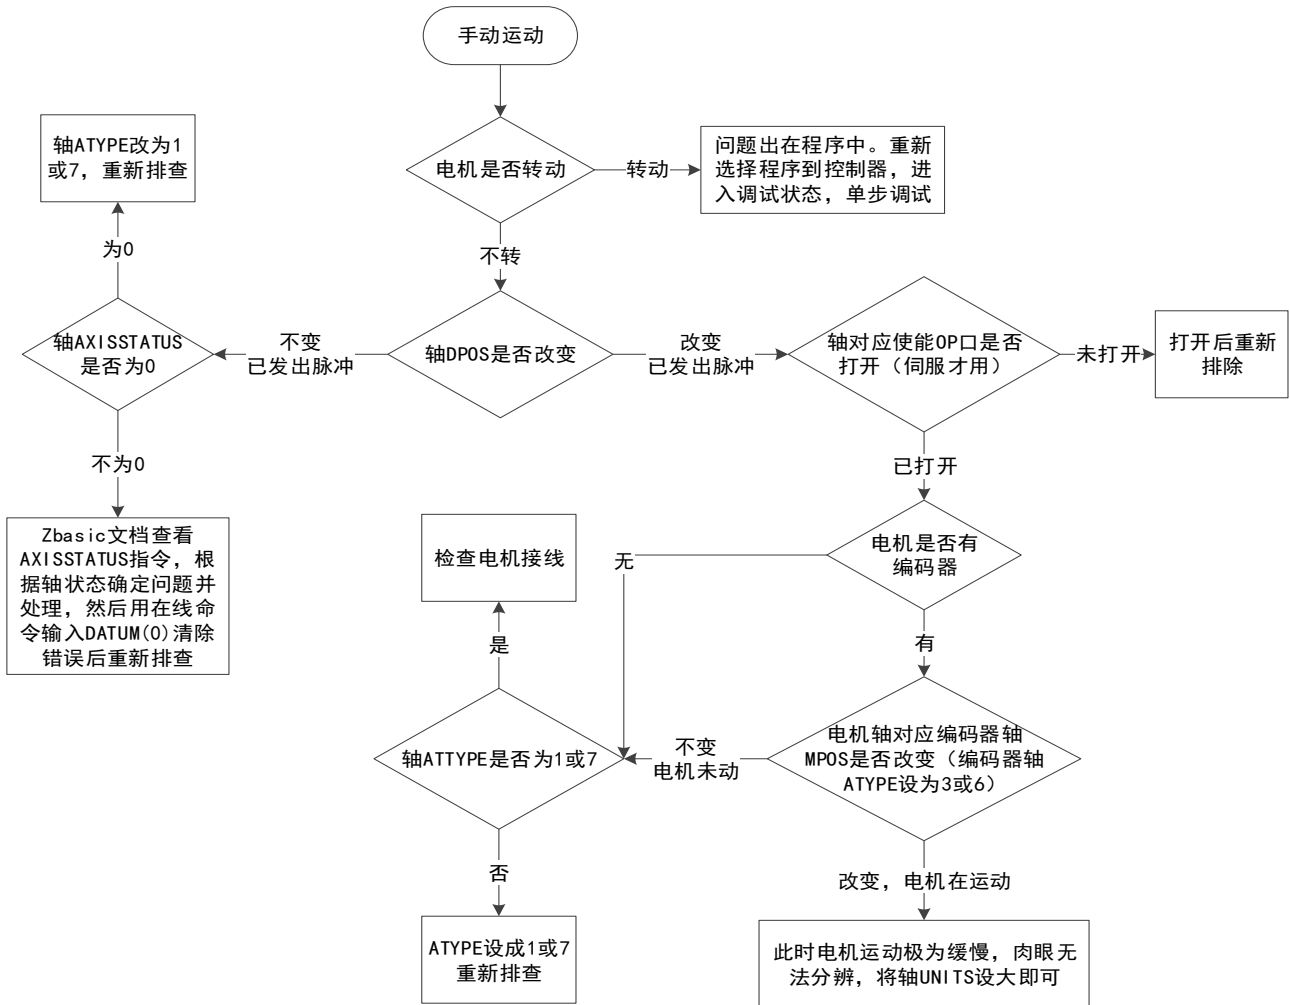 手动运动
轴ATYPE改为1
或7，重新排查
电机是否转动
转动
问题出在程序中。重新
选择程序到控制器，进
入调试状态，单步调试
为0
不转
轴AXISSTATUS
是否为0
不变
已发出脉冲
轴DPOS是否改变
改变
已发出脉冲
轴对应使能OP口是否
打开（伺服才用）
未打开
打开后重新
排除
不为0
已打开
Zbasic文档查看
AXISSTATUS指令，根
据轴状态确定问题并
处理，然后用在线命
令输入DATUM(0)清除
错误后重新排查
检查电机接线
无
电机是否有
编码器
是
有
轴ATTYPE是否为1或7
不变
电机未动
电机轴对应编码器轴
MPOS是否改变（编码器轴
ATYPE设为3或6）
否
改变，电机在运动
ATYPE设成1或7
重新排查
此时电机运动极为缓慢，肉眼无
法分辨，将轴UNITS设大即可